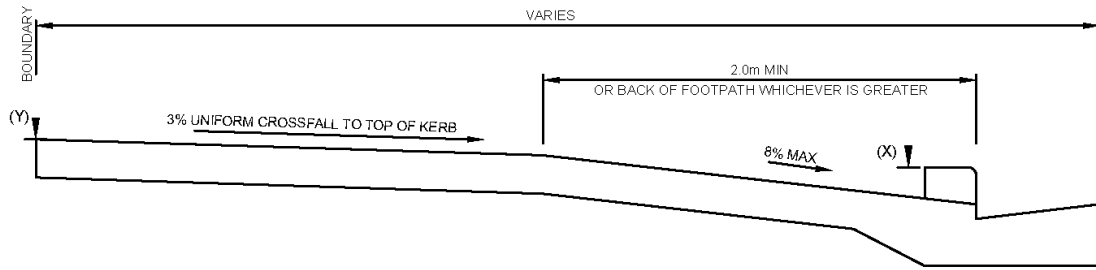 VARIES
BOUNDARY
2.0m MIN
OR BACK OF FOOTPATH WHICHEVER IS GREATER
(Y)
3% UNIFORM CROSSFALL TO TOP OF KERB
8% MAX
(X)